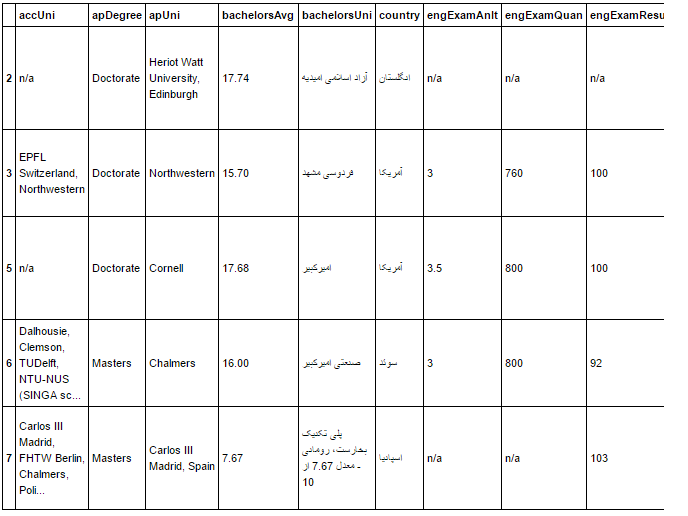 accUni apDegree apUni bachelorsAvg bachelorsUni country engExamAnlt engExamQuan engExamResu
2 n/a Doctorate Heriot Watt University, Edinburgh 17.74 آزاد اسلامی امیدیه انگلستان n/a n/a n/a
3 EPFL Switzerland, Northwestern Doctorate Northwestern 15.70 فردوسی مشهد آمریکا 3 760 100
5 n/a Doctorate Cornell 17.68 امیرکبیر آمریکا 3.5 800 100
6 Dalhousie, Clemson, TUDelft, NTU-NUS (SINGA sc... Masters Chalmers 16.00 صنعتی امیرکبیر سوئد 3 800 92
7 Carlos III Madrid, FHTW Berlin, Chalmers, Poli... Masters Carlos III Madrid, Spain 7.67 پلی تکنیک بخارست، رومانی - معدل 7.67 از 10 اسپانیا n/a n/a 103